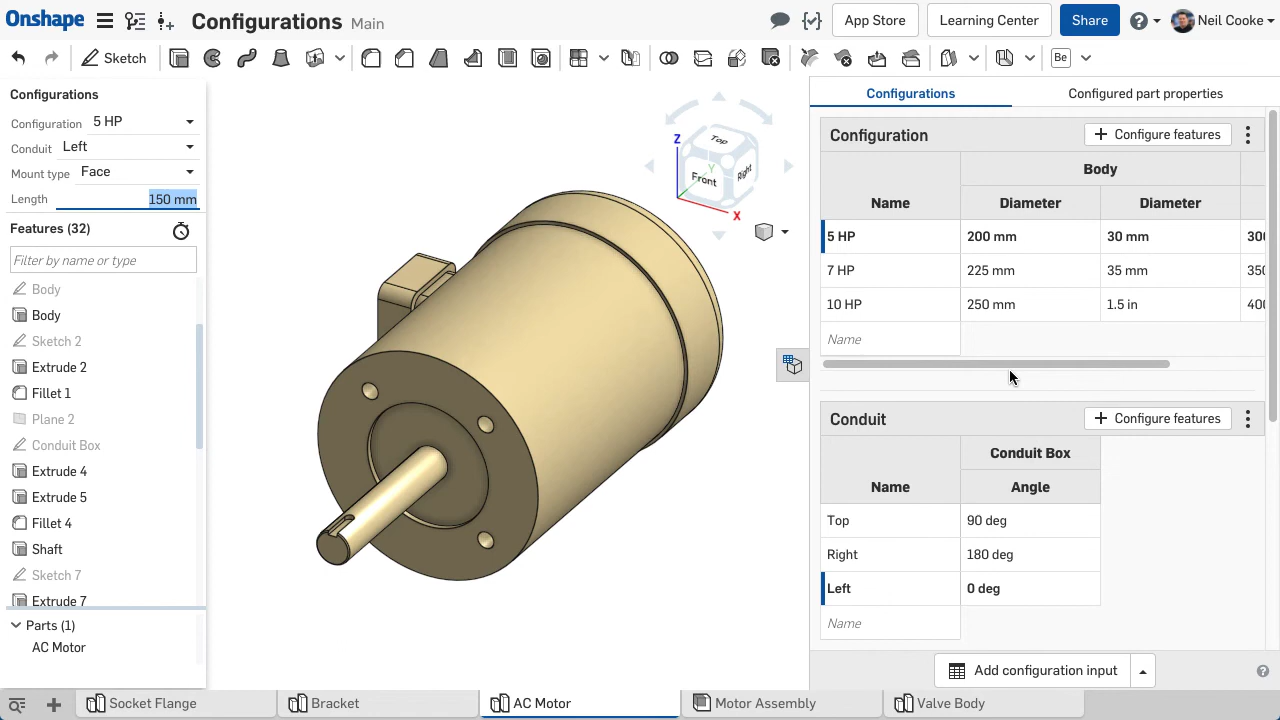 Onshape Configurations Main App Store Learning Center Share Neil Cooke
Sketch Be
Configurations
Configuration 5 HP
Conduit Left
Mount type Face
Length 150 mm
Features (32)
Filter by name or type
Body
Body
Sketch 2
Extrude 2
Fillet 1
Plane 2
Conduit Box
Extrude 4
Extrude 5
Fillet 4
Shaft
Sketch 7
Extrude 7
Parts (1)
AC Motor
Z
Top
Y
Front Right
X
Configurations Configured part properties
Configuration + Configure features
Body
Name Diameter Diameter
5 HP 200 mm 30 mm
7 HP 225 mm 35 mm
10 HP 250 mm 1.5 in
Name
Conduit + Configure features
Conduit Box
Name Angle
Top 90 deg
Right 180 deg
Left 0 deg
Name
Add configuration input
Socket Flange Bracket AC Motor Motor Assembly Valve Body